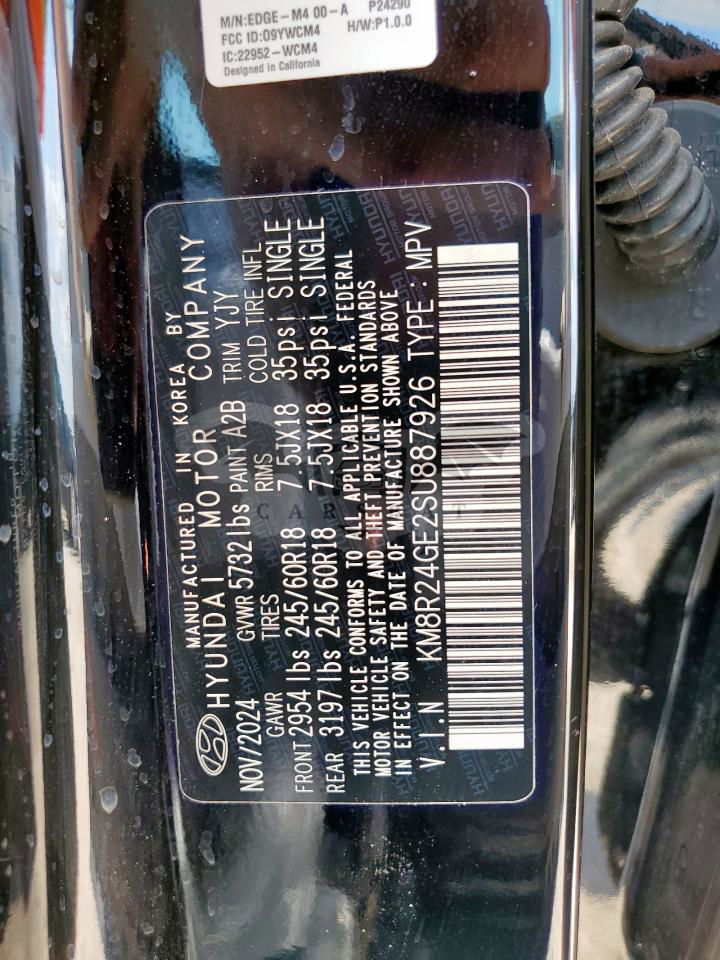 M/N:EDGE-M4 00-A P24290
FCC ID:O9YWCM4 H/W:P1.0.0
IC:22952-WCM4
Designed in California
MANUFACTURED IN KOREA BY
HYUNDAI MOTOR COMPANY
NOV/2024 GVWR 5732 lbs PAINT A2B TRIM YJY
GAWR TIRES RIMS COLD TIRE INFL
FRONT 2954 lbs 245/60R18 7.5JX18 35psi SINGLE
REAR 3197 lbs 245/60R18 7.5JX18 35psi SINGLE
THIS VEHICLE CONFORMS TO ALL APPLICABLE U.S.A. FEDERAL
MOTOR VEHICLE SAFETY AND THEFT PREVENTION STANDARDS
IN EFFECT ON THE DATE OF MANUFACTURE SHOWN ABOVE
V.I.N KM8R24GE2SU887926 TYPE : MPV